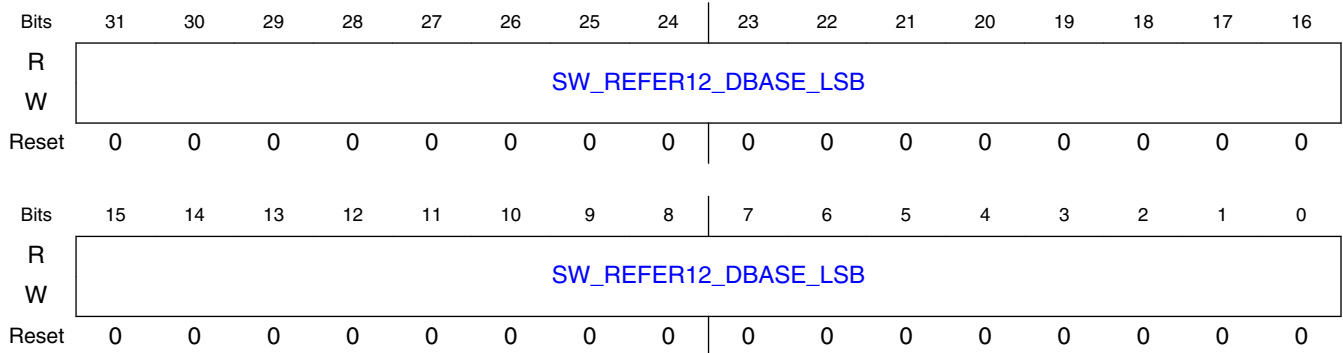 Bits 31 30 29 28 27 26 25 24 23 22 21 20 19 18 17 16
R
SW_REFER12_DBASE_LSB
W
Reset 0 0 0 0 0 0 0 0 0 0 0 0 0 0 0 0
Bits 15 14 13 12 11 10 9 8 7 6 5 4 3 2 1 0
R
SW_REFER12_DBASE_LSB
W
Reset 0 0 0 0 0 0 0 0 0 0 0 0 0 0 0 0